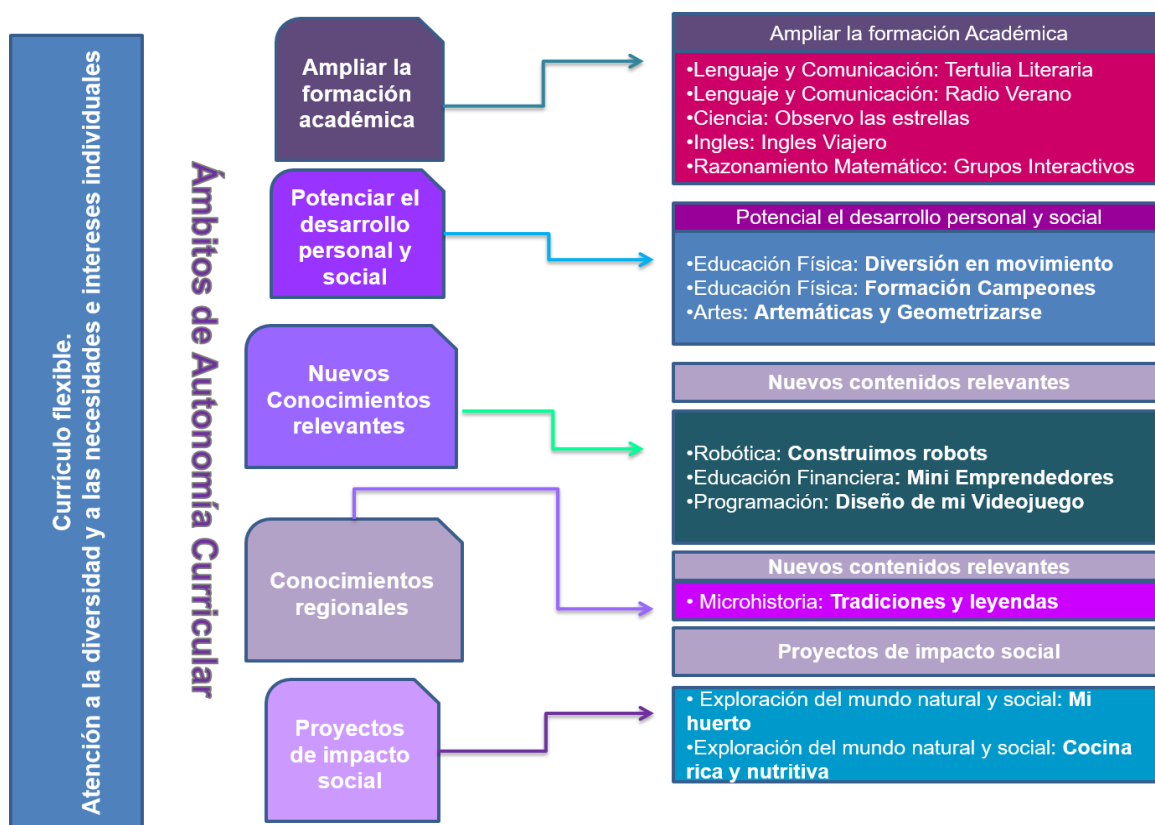 Currículo flexible.
Atención a la diversidad y a las necesidades e intereses individuales
Ámbitos de Autonomía Curricular
Ampliar la
formación
académica
Ampliar la formación Académica
•Lenguaje y Comunicación: Tertulia Literaria
•Lenguaje y Comunicación: Radio Verano
•Ciencia: Observo las estrellas
•Ingles: Ingles Viajero
•Razonamiento Matemático: Grupos Interactivos
Potenciar el
desarrollo
personal y
social
Potencial el desarrollo personal y social
•Educación Física: Diversión en movimiento
•Educación Física: Formación Campeones
•Artes: Artemáticas y Geometrizarse
Nuevos
Conocimientos
relevantes
Nuevos contenidos relevantes
•Robótica: Construimos robots
•Educación Financiera: Mini Emprendedores
•Programación: Diseño de mi Videojuego
Conocimientos
regionales
Nuevos contenidos relevantes
• Microhistoria: Tradiciones y leyendas
Proyectos
de impacto
social
Proyectos de impacto social
• Exploración del mundo natural y social: Mi
huerto
•Exploración del mundo natural y social: Cocina
rica y nutritiva